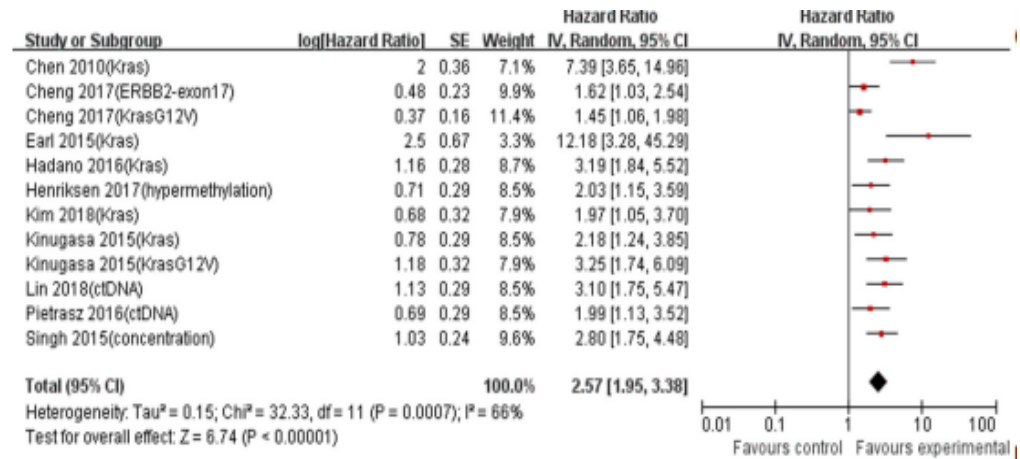 Hazard Ratio Hazard Ratio
Study or Subgroup log[Hazard Ratio] SE Weight IV, Random, 95% CI IV, Random, 95% CI
Chen 2010(Kras) 2 0.36 7.1% 7.39 [3.65, 14.96]
Cheng 2017(ERBB2-exon17) 0.48 0.23 9.9% 1.62 [1.03, 2.54]
Cheng 2017(KrasG12V) 0.37 0.16 11.4% 1.45 [1.06, 1.98]
Earl 2015(Kras) 2.5 0.67 3.3% 12.18 [3.28, 45.29]
Hadano 2016(Kras) 1.16 0.28 8.7% 3.19 [1.84, 5.52]
Henriksen 2017(hypermethylation) 0.71 0.29 8.5% 2.03 [1.15, 3.59]
Kim 2018(Kras) 0.68 0.32 7.9% 1.97 [1.05, 3.70]
Kinugasa 2015(Kras) 0.78 0.29 8.5% 2.18 [1.24, 3.85]
Kinugasa 2015(KrasG12V) 1.18 0.32 7.9% 3.25 [1.74, 6.09]
Lin 2018(ctDNA) 1.13 0.29 8.5% 3.10 [1.75, 5.47]
Pietrasz 2016(ctDNA) 0.69 0.29 8.5% 1.99 [1.13, 3.52]
Singh 2015(concentration) 1.03 0.24 9.6% 2.80 [1.75, 4.48]
Total (95% CI) 100.0% 2.57 [1.95, 3.38]
Heterogeneity: Tau² = 0.15; Chi² = 32.33, df = 11 (P = 0.0007); I² = 66%
Test for overall effect: Z = 6.74 (P < 0.00001)
0.01 0.1 1 10 100
Favours control Favours experimental